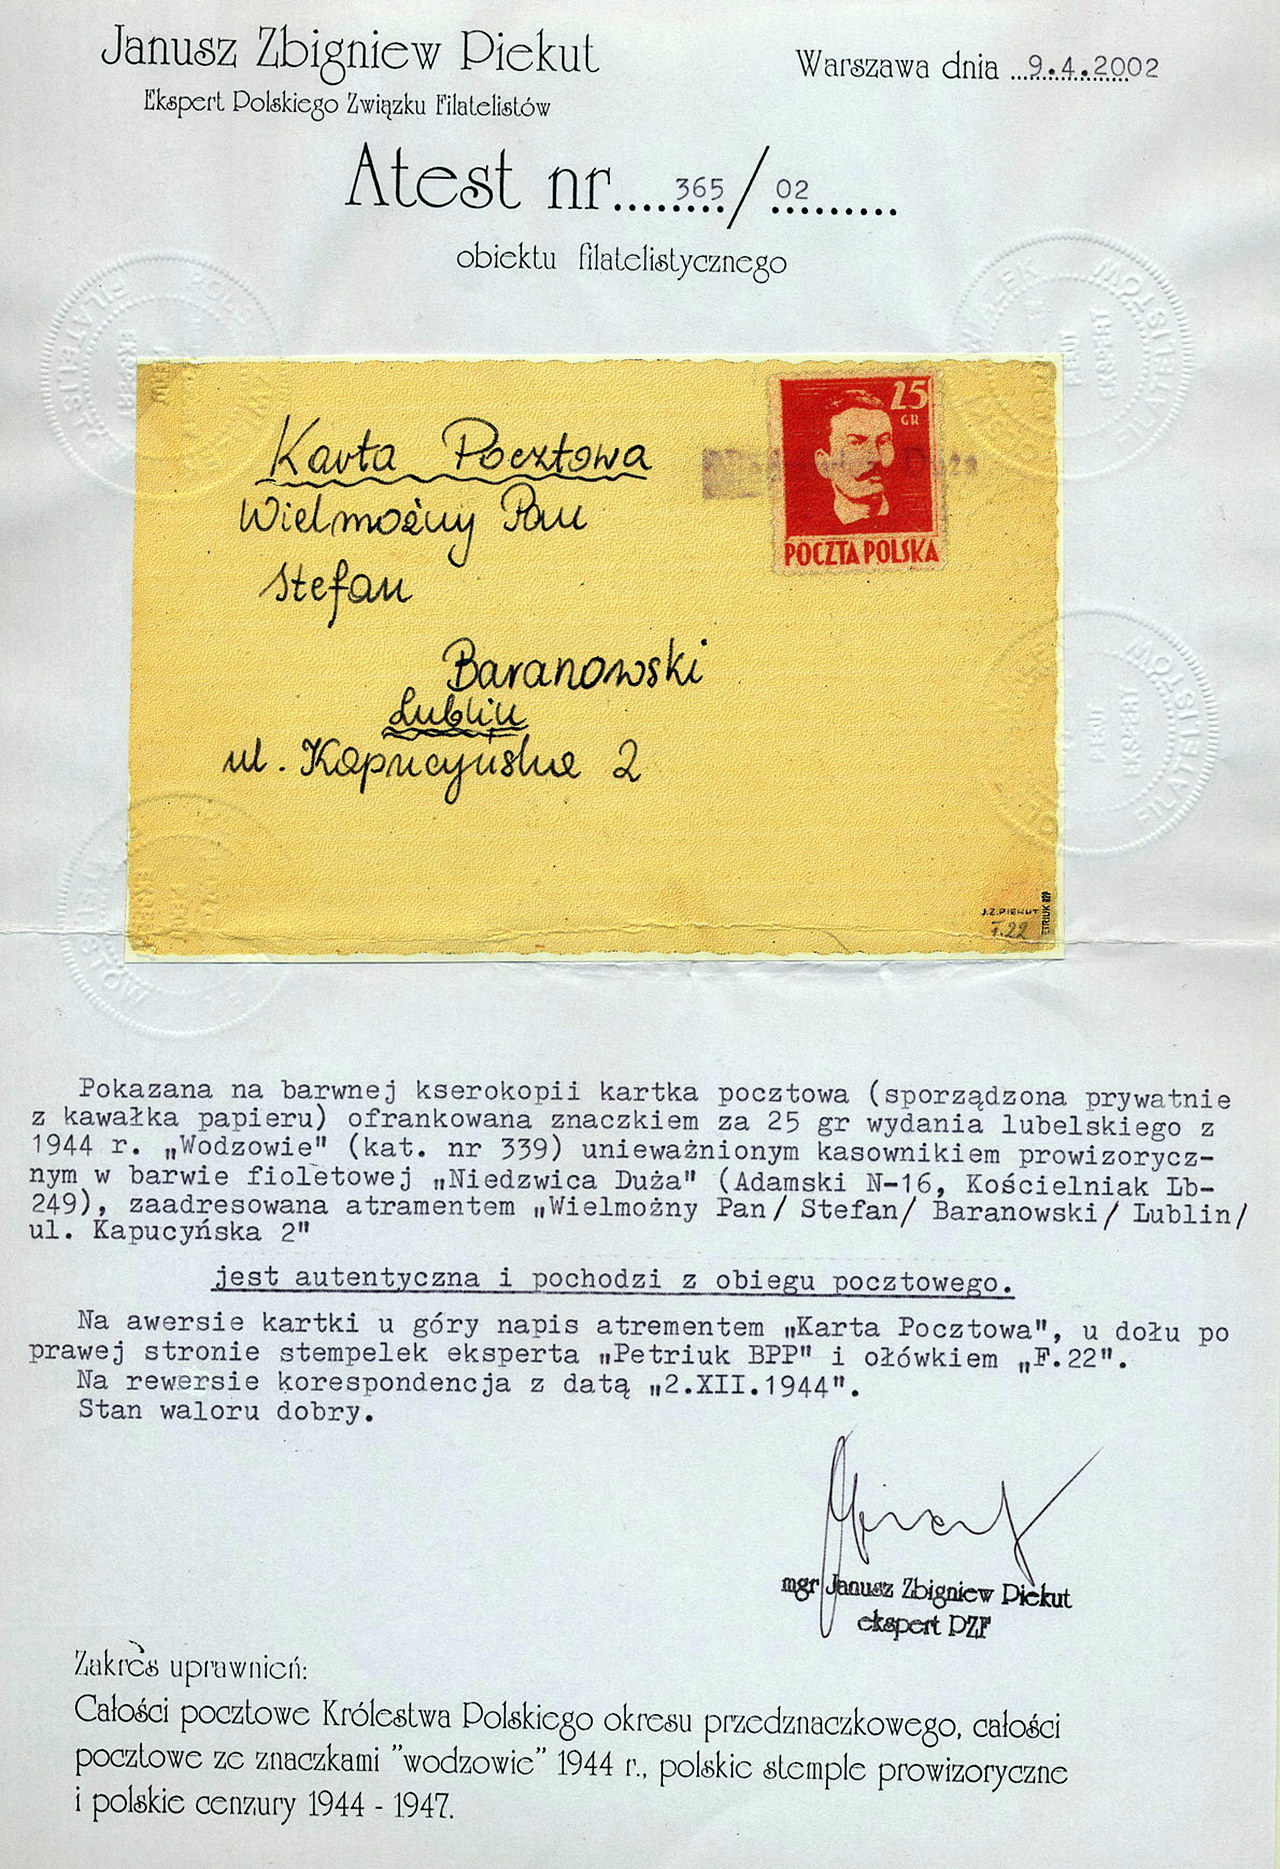 Janusz Zbigniew Piekut
Ekspert Polskiego Związku Filatelistów
Warszawa dnia ...9.4.2002
Atest nr........365/02.........
obiektu filatelistycznego
Karta Pocztowa
Wielmożny Pan
Stefan
Baranowski
Lublin
ul. Kapucyńska 2
25
GR
Duża
POCZTA POLSKA
J.Z.PIEKUT
F.22
Pokazana na barwnej kserokopii kartka pocztowa (sporządzona prywatnie
z kawałka papieru) ofrankowana znaczkiem za 25 gr wydania lubelskiego z
1944 r. „Wodzowie" (kat. nr 339) unieważnionym kasownikiem prowizorycz-
nym w barwie fioletowej „Niedzwica Duża" (Adamski N-16, Kościelniak Lb-
249), zaadresowana atramentem „Wielmożny Pan/ Stefan/ Baranowski/ Lublin/
ul. Kapucyńska 2"
jest autentyczna i pochodzi z obiegu pocztowego.
Na awersie kartki u góry napis atrementem „Karta Pocztowa", u dołu po
prawej stronie stempelek eksperta „Petriuk BPP" i ołówkiem „F.22".
Na rewersie korespondencja z datą „2.XII.1944".
Stan waloru dobry.
mgr Janusz Zbigniew Piekut
ekspert PZF
Zakres uprawnień:
Całości pocztowe Królestwa Polskiego okresu przedznaczkowego, całości
pocztowe ze znaczkami "wodzowie" 1944 r., polskie stemple prowizoryczne
i polskie cenzury 1944 - 1947.